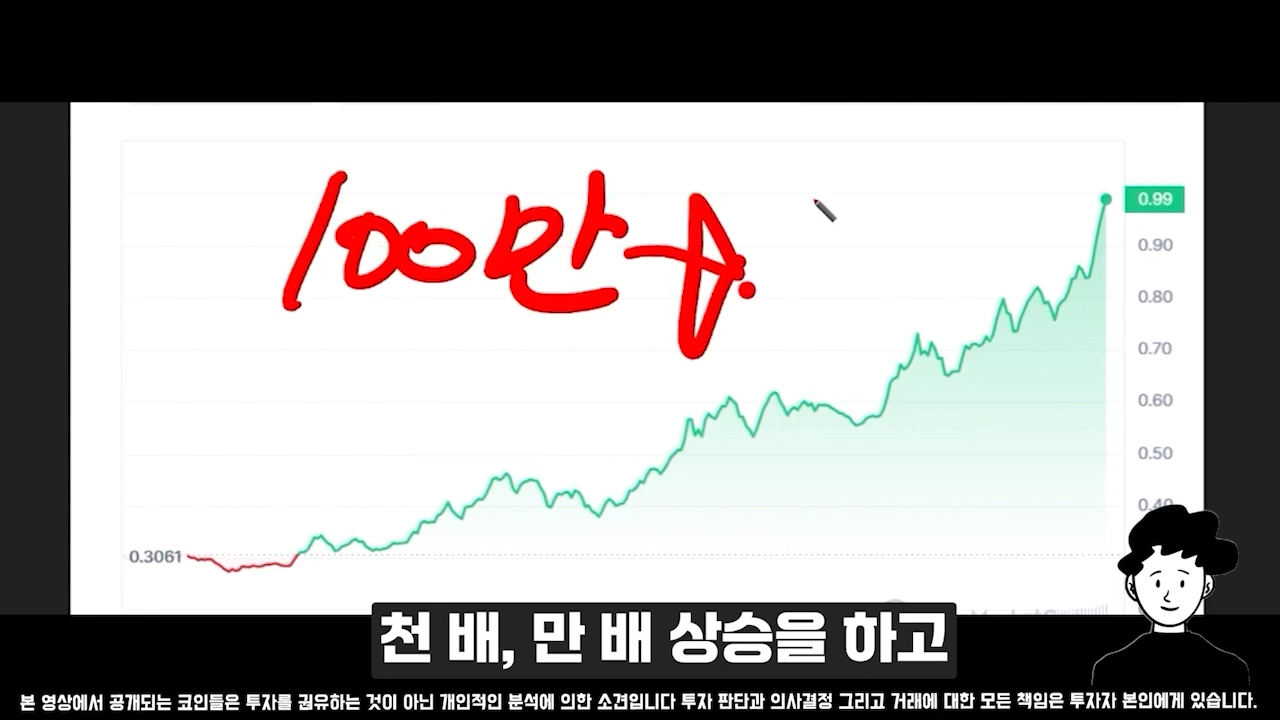 100만
0.99
0.90
0.80
0.70
0.60
0.50
0.40
0.3061
천 배, 만 배 상승을 하고
본 영상에서 공개되는 코인들은 투자를 권유하는 것이 아닌 개인적인 분석에 의한 소견입니다 투자 판단과 의사결정 그리고 거래에 대한 모든 책임은 투자자 본인에게 있습니다.